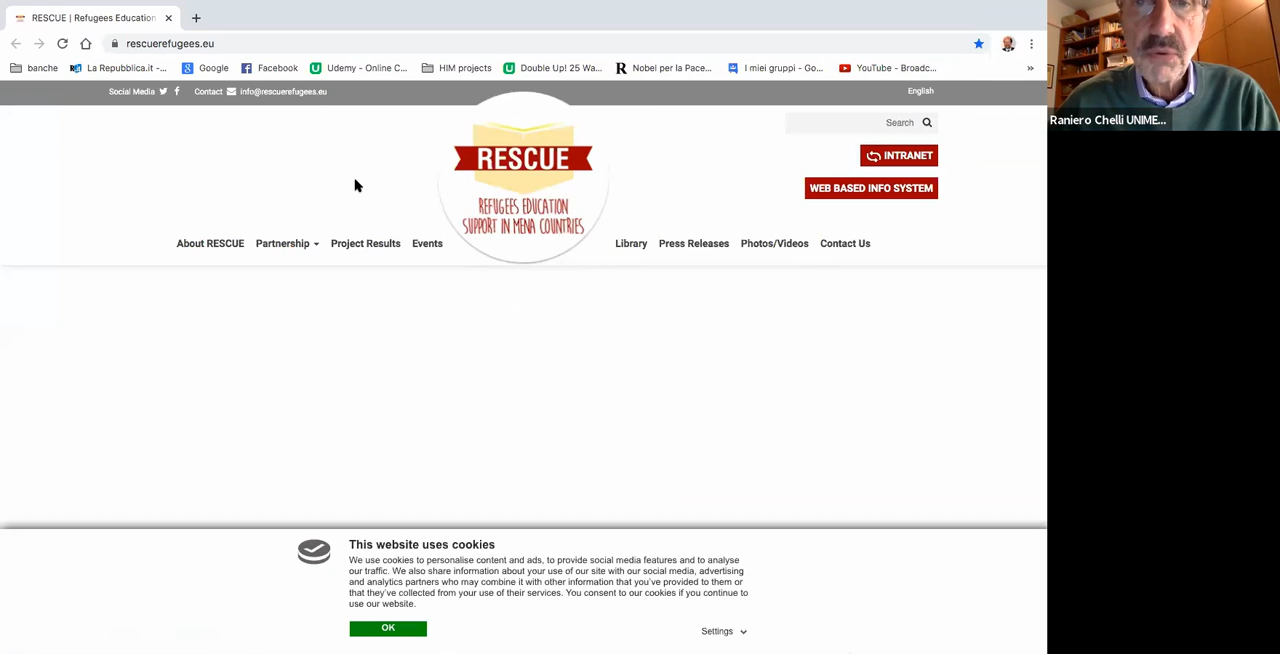 RESCUE | Refugees Education
rescuerefugees.eu
banche La Repubblica.it -... Google Facebook Udemy - Online C... HIM projects Double Up! 25 Wa... Nobel per la Pace... I miei gruppi - Go... YouTube - Broadc... »
Social Media Contact info@rescuerefugees.eu English
Search
RESCUE
REFUGEES EDUCATION
SUPPORT IN MENA COUNTRIES
INTRANET
WEB BASED INFO SYSTEM
About RESCUE Partnership Project Results Events Library Press Releases Photos/Videos Contact Us
This website uses cookies
We use cookies to personalise content and ads, to provide social media features and to analyse
our traffic. We also share information about your use of our site with our social media, advertising
and analytics partners who may combine it with other information that you've provided to them or
that they've collected from your use of their services. You consent to our cookies if you continue to
use our website.
OK
Settings
Raniero Chelli UNIME...